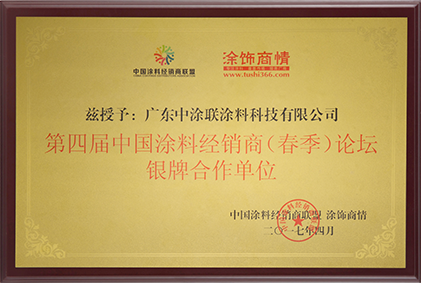 中国涂料经销商联盟
涂饰商情
www.tushi366.com
兹授予：广东中涂联涂料科技有限公司
第四届中国涂料经销商（春季）论坛
银牌合作单位
中国涂料经销商联盟 涂饰商情
二〇一七年四月